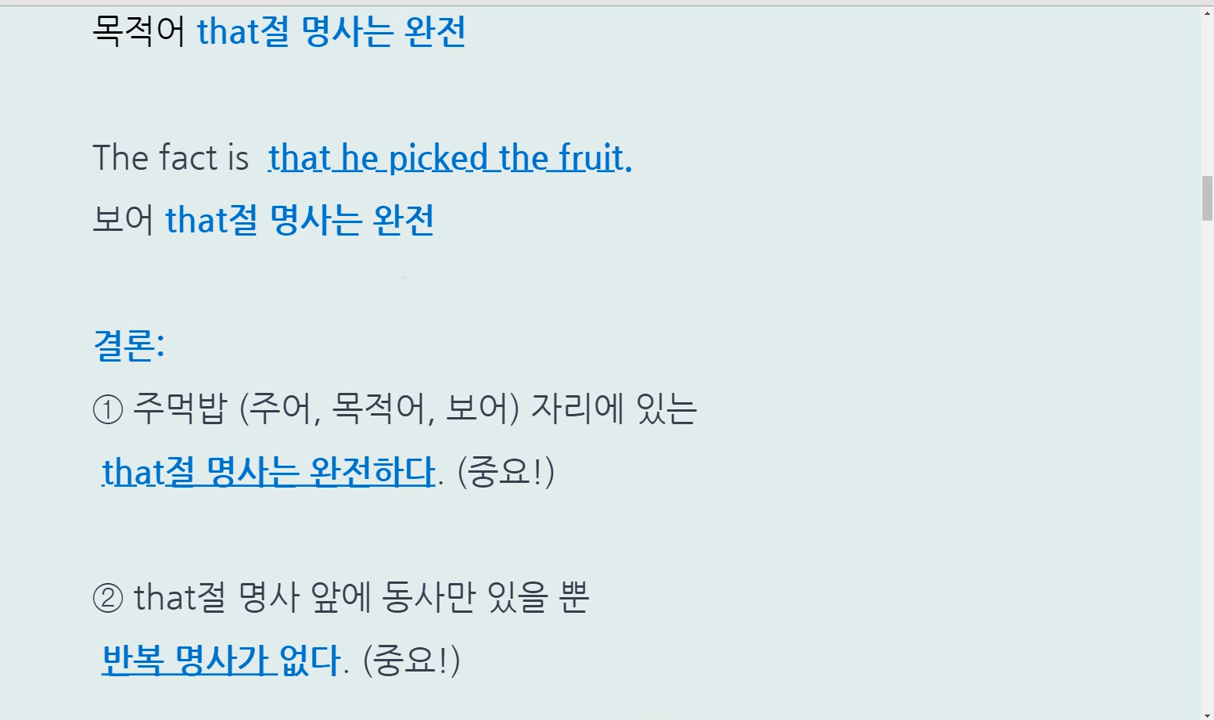 목적어 that절 명사는 완전
The fact is that he picked the fruit.
보어 that절 명사는 완전
결론:
① 주먹밥 (주어, 목적어, 보어) 자리에 있는
that절 명사는 완전하다. (중요!)
② that절 명사 앞에 동사만 있을 뿐
반복 명사가 없다. (중요!)